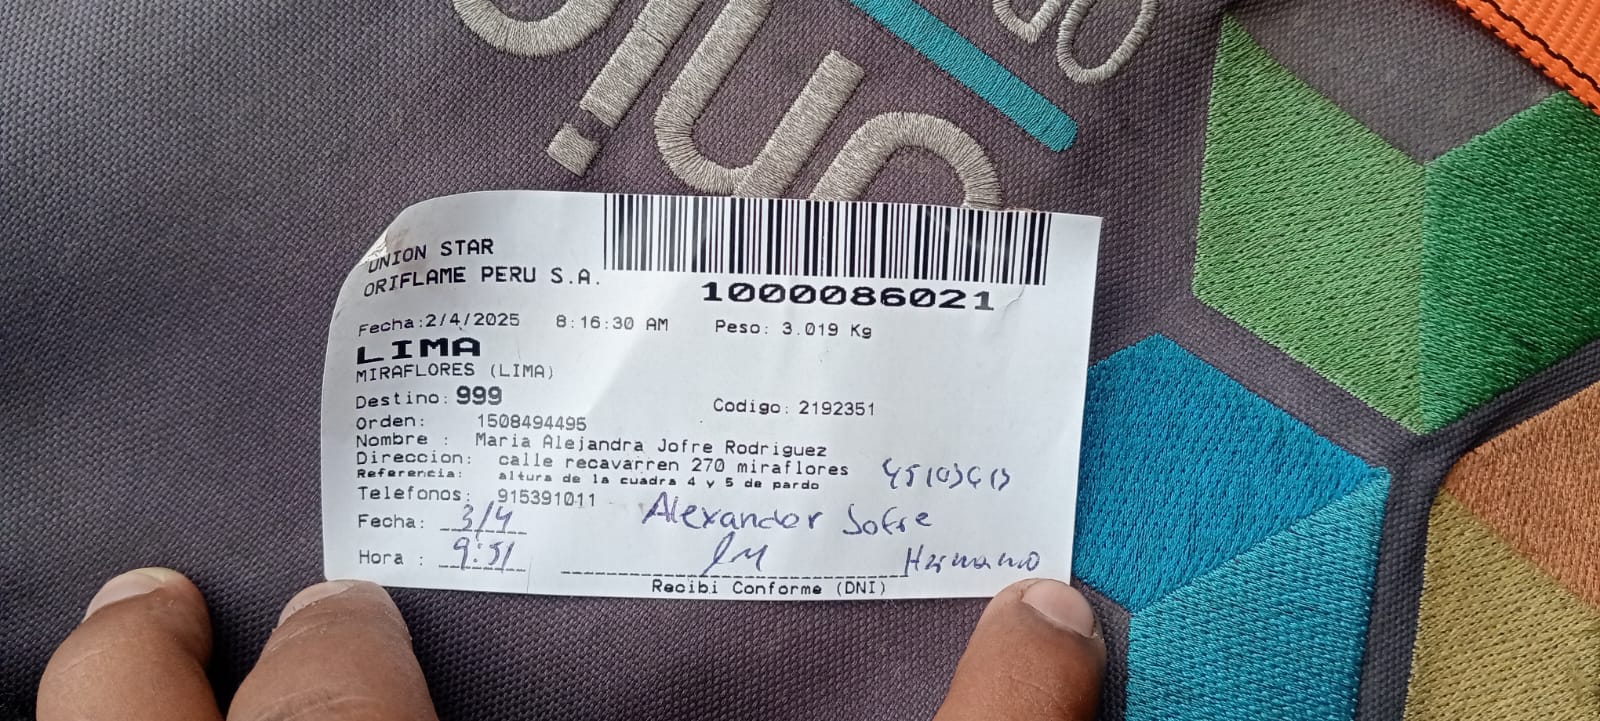 UNION STAR
ORIFLAME PERU S.A.
1000086021
Fecha:2/4/2025 8:16:30 AM Peso: 3.019 Kg
LIMA
MIRAFLORES (LIMA)
Destino: 999 Codigo: 2192351
Orden: 1508494495
Nombre : Maria Alejandra Jofre Rodriguez
Direccion: calle recavarren 270 miraflores
Referencia: altura de la cuadra 4 y 5 de pardo
Telefonos: 915391011
Alexander Jofre
Fecha: 3/4
Hora : 9:51
Hermano
Recibi Conforme (DNI)